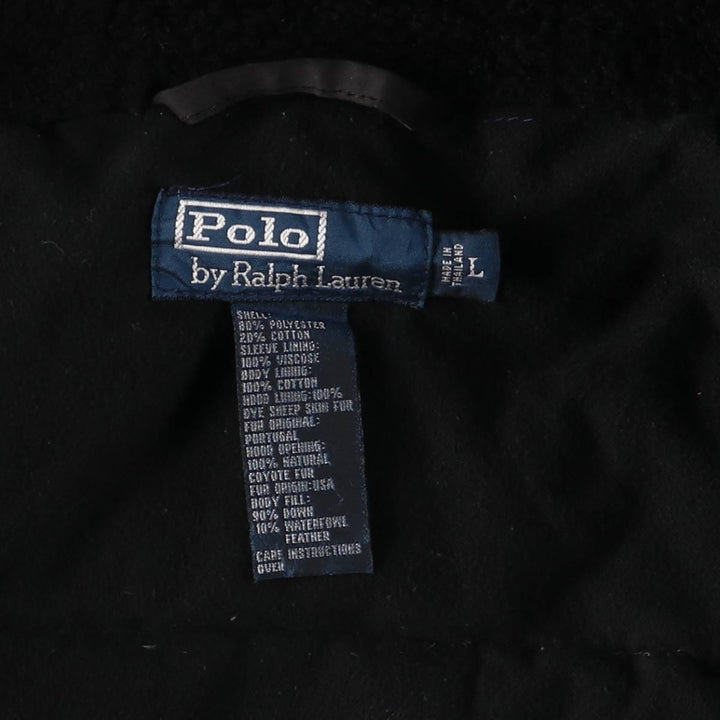 Polo
by Ralph Lauren
MADE IN
THAILAND
L
SHELL:
80% POLYESTER
20% COTTON
SLEEVE LINING:
100% VISCOSE
BODY LINING:
100% COTTON
HOOD LINING:100%
DYE SHEEP SKIN FUR
FUR ORIGINAL:
PORTUGAL
HOOD OPENING:
100% NATURAL
COYOTE FUR
FUR ORIGIN:USA
BODY FILL:
90% DOWN
10% WATERFOWL
FEATHER
CARE INSTRUCTIONS
OVER